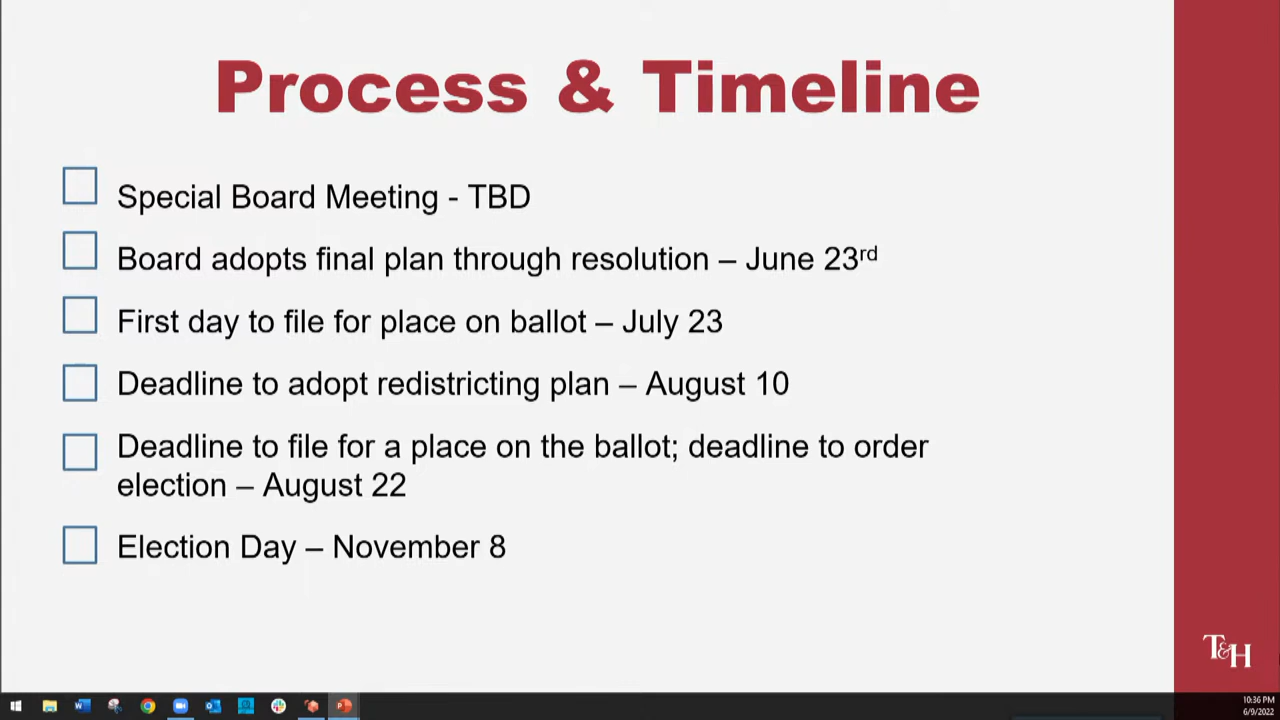 Process & Timeline
Special Board Meeting - TBD
Board adopts final plan through resolution – June 23rd
First day to file for place on ballot – July 23
Deadline to adopt redistricting plan – August 10
Deadline to file for a place on the ballot; deadline to order
election – August 22
Election Day – November 8
T&H
10:36 PM
6/9/2022